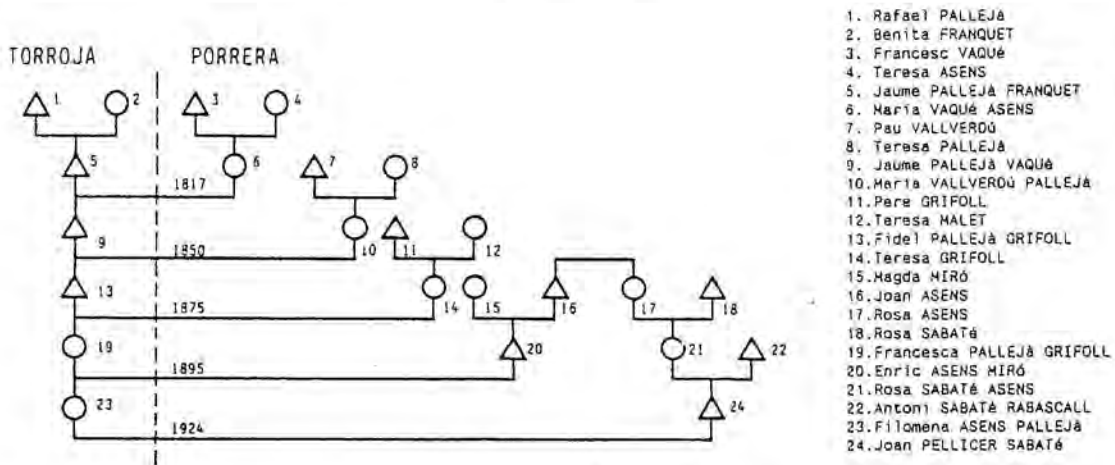 TORROJA
PORRERA
1
2
3
4
5
6
1817
7
8
9
1850
10
11
12
13
1875
14
15
16
17
18
19
1895
20
21
22
23
1924
24
1. Rafael PALLEJà
2. Benita FRANQUET
3. Francesc VAQUé
4. Teresa ASENS
5. Jaume PALLEJà FRANQUET
6. Maria VAQUé ASENS
7. Pau VALLVERDú
8. Teresa PALLEJà
9. Jaume PALLEJà VAQUé
10.Maria VALLVERDú PALLEJà
11.Pere GRIFOLL
12.Teresa MALET
13.Fidel PALLEJà GRIFOLL
14.Teresa GRIFOLL
15.Magda MIRó
16.Joan ASENS
17.Rosa ASENS
18.Rosa SABATé
19.Francesca PALLEJà GRIFOLL
20.Enric ASENS MIRó
21.Rosa SABATé ASENS
22.Antoni SABATé RABASCALL
23.Filomena ASENS PALLEJà
24.Joan PELLICER SABATé